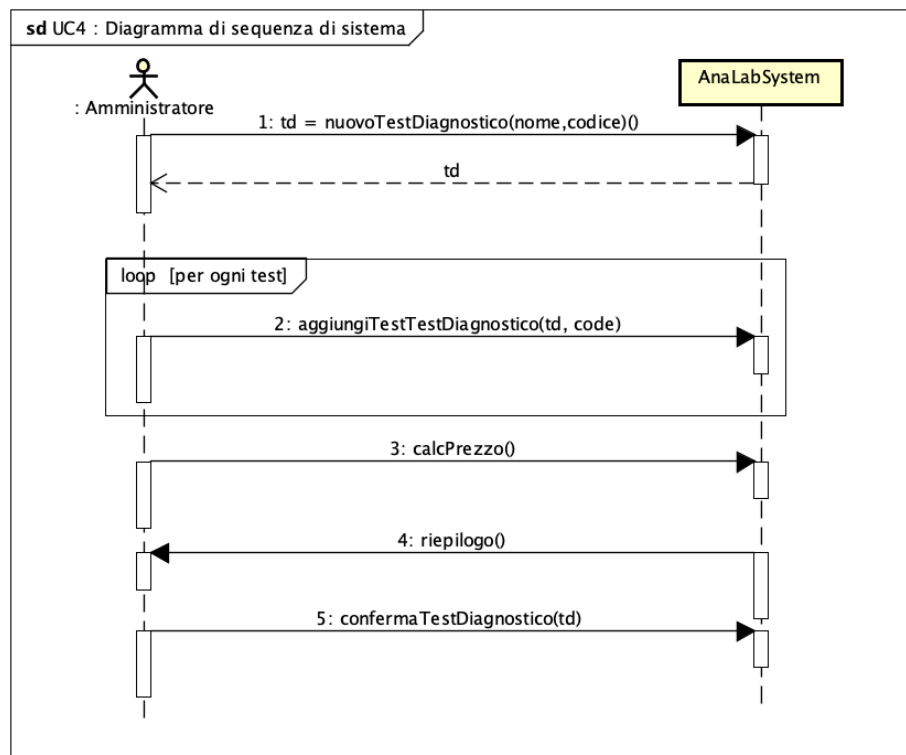 sd UC4 : Diagramma di sequenza di sistema
: Amministratore
AnaLabSystem
1: td = nuovoTestDiagnostico(nome,codice)()
td
loop [per ogni test]
2: aggiungiTestTestDiagnostico(td, code)
3: calcPrezzo()
4: riepilogo()
5: confermaTestDiagnostico(td)